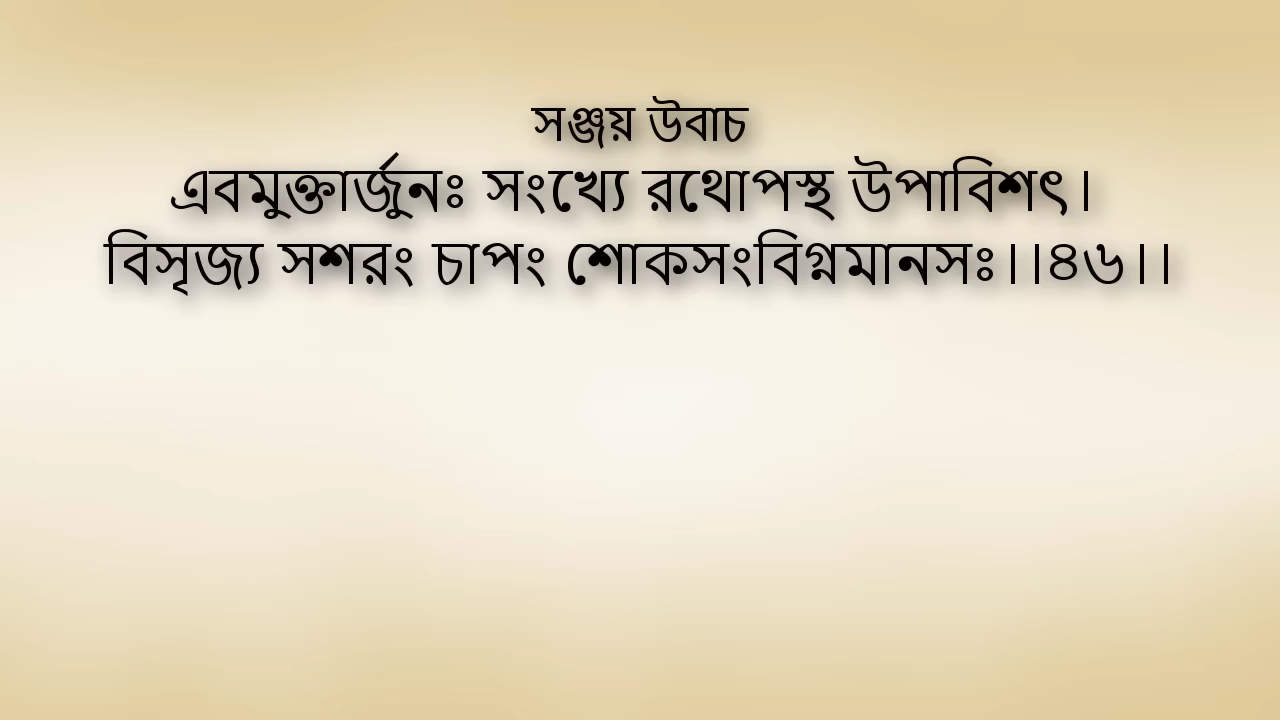 সঞ্জয় উবাচ
এবমুক্তার্জুনঃ সংখ্যে রথোপস্থ উপাবিশৎ।
বিসৃজ্য সশরং চাপং শোকসংবিগ্নমানসঃ।।৪৬।।